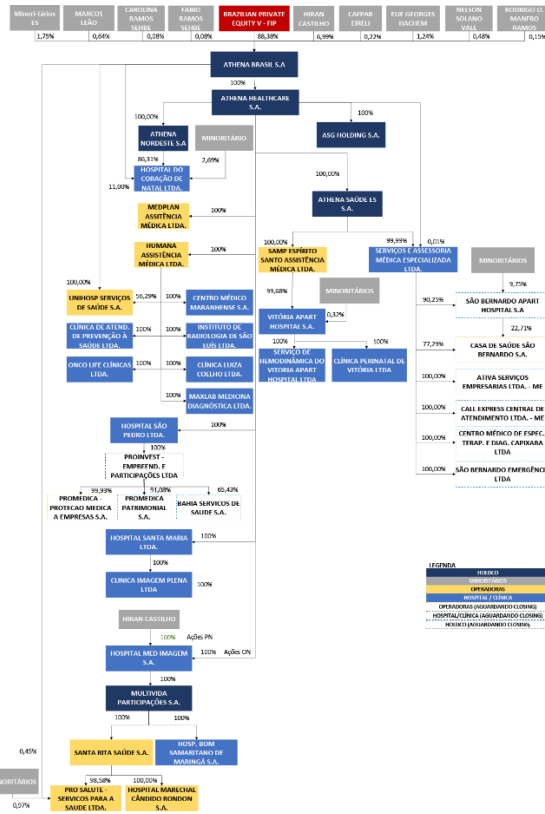 Minoritários
ES
MARCOS
LEÃO
CAROLINA
RAMOS
SEHBE
FABIO
RAMOS
SEHBE
BRAZILIAN PRIVATE
EQUITY V - FIP
HIRAN
CASTILHO
CAPPAR
EIRELI
ELIE GEORGES
HACHEM
NELSON
SOLANO
VALE
RODRIGO O.
MANERO
RAMOS
1,75%
0,64%
0,08%
0,08%
88,38%
6,99%
0,22%
1,24%
0,48%
0,15%
ATHENA BRASIL S.A
100%
ATHENA HEALTHCARE
S.A.
100,00%
100%
ATHENA
NORDESTE S.A
MINORITÁRIO
ASG HOLDING S.A.
86,31%
2,69%
11,00%
HOSPITAL DO
CORAÇÃO DE
NATAL LTDA.
100,00%
ATHENA SAÚDE ES
S.A.
MEDPLAN
ASSITÊNCIA
MÉDICA LTDA.
100%
HUMANA
ASSITÊNCIA
MÉDICA LTDA.
100%
100,00%
SAMP ESPÍRITO
SANTO ASSITÊNCIA
MÉDICA LTDA.
99,99%
0,01%
SERVIÇOS E ASSESSORIA
MÉDICA ESPECIALIZADA
LTDA.
MINORITÁRIOS
9,75%
100,00%
UNIHOSP SERVIÇOS
DE SAÚDE S.A.
56,29%
100%
CENTRO MÉDICO
MARANHENSE S.A.
99,68%
MINORITÁRIOS
0,32%
VITÓRIA APART
HOSPITAL S.A.
90,25%
SÃO BERNARDO APART
HOSPITAL S.A
22,71%
CLÍNICA DE ATEND.
DE PREVENÇÃO À
SAÚDE LTDA.
100%
100%
INSTITUTO DE
RADIOLOGIA DE SÃO
LUÍS LTDA.
100%
100%
SERVIÇO DE
HEMODINÂMICA DO
VITORIA APART
HOSPITAL LTDA
CLÍNICA PERINATAL DE
VITÓRIA LTDA
77,29%
CASA DE SAÚDE SÃO
BERNARDO S.A.
ONCO LIFE CLÍNICAS
LTDA.
100%
100%
CLÍNICA LUIZA
COELHO LTDA.
100,00%
ATIVA SERVIÇOS
EMPRESARIAS LTDA. - ME
100%
MAXLAB MEDICINA
DIAGNÓSTICA LTDA.
100,00%
CALL EXPRESS CENTRAL DE
ATENDIMENTO LTDA. - ME
HOSPITAL SÃO
PEDRO LTDA.
100%
100,00%
CENTRO MÉDICO DE ESPEC.
TERAP. E DIAG. CAPIXABA
LTDA
100%
PROINVEST -
EMPREEND. E
PARTICIPAÇÕES LTDA
100,00%
SÃO BERNARDO EMERGÊNCIA
LTDA
99,93%
91,08%
65,43%
PROMEDICA -
PROTECAO MEDICA
A EMPRESAS S.A.
PROMEDICA
PATRIMONIAL
S.A.
BAHIA SERVICOS DE
SAUDE S.A.
HOSPITAL SANTA MARIA
LTDA.
100%
100%
CLINICA IMAGEM PLENA
LTDA
100%
LEGENDA
HOLDCO
MINORITÁRIOS
OPERADORAS
HOSPITAL / CLÍNICA
OPERADORAS (AGUARDANDO CLOSING)
HOSPITAL/CLÍNICA (AGUARDANDO CLOSING)
HOLDCO (AGUARDANDO CLOSING)
HIRAN CASTILHO
100%
Ações PN
HOSPITAL MED IMAGEM
S.A.
100%
Ações ON
100%
MULTIVIDA
PARTICIPAÇÕES S.A.
100%
100%
SANTA RITA SAÚDE S.A.
HOSP. BOM
SAMARITANO DE
MARINGÁ S.A.
0,45%
NORITÁRIOS
98,58%
100,00%
0,97%
PRO SALUTE -
SERVICOS PARA A
SAUDE LTDA.
HOSPITAL MARECHAL
CÂNDIDO RONDON
S.A.